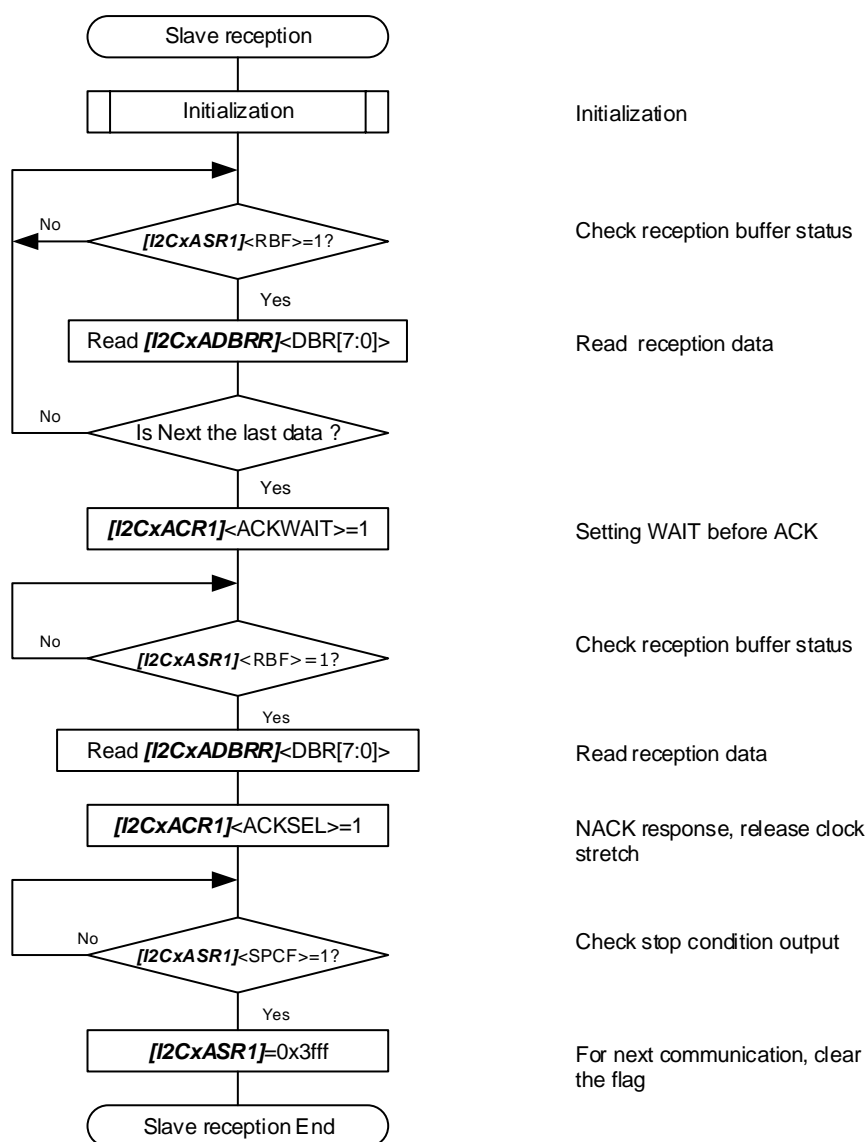 Slave reception
Initialization
Initialization
No
[I2CxASR1]<RBF>=1?
Check reception buffer status
Yes
Read [I2CxADBRR]<DBR[7:0]>
Read reception data
No
Is Next the last data ?
Yes
[I2CxACR1]<ACKWAIT>=1
Setting WAIT before ACK
No
[I2CxASR1]<RBF>=1?
Check reception buffer status
Yes
Read [I2CxADBRR]<DBR[7:0]>
Read reception data
[I2CxACR1]<ACKSEL>=1
NACK response, release clock
stretch
No
[I2CxASR1]<SPCF>=1?
Check stop condition output
Yes
[I2CxASR1]=0x3fff
For next communication, clear
the flag
Slave reception End